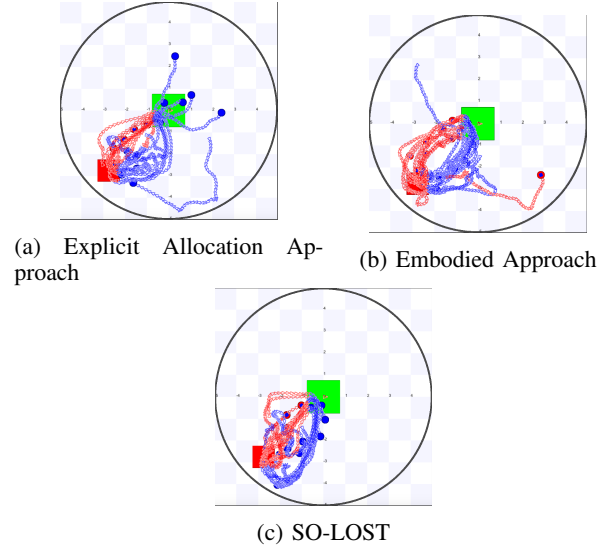 (a) Explicit Allocation Ap-
proach
(b) Embodied Approach
(c) SO-LOST